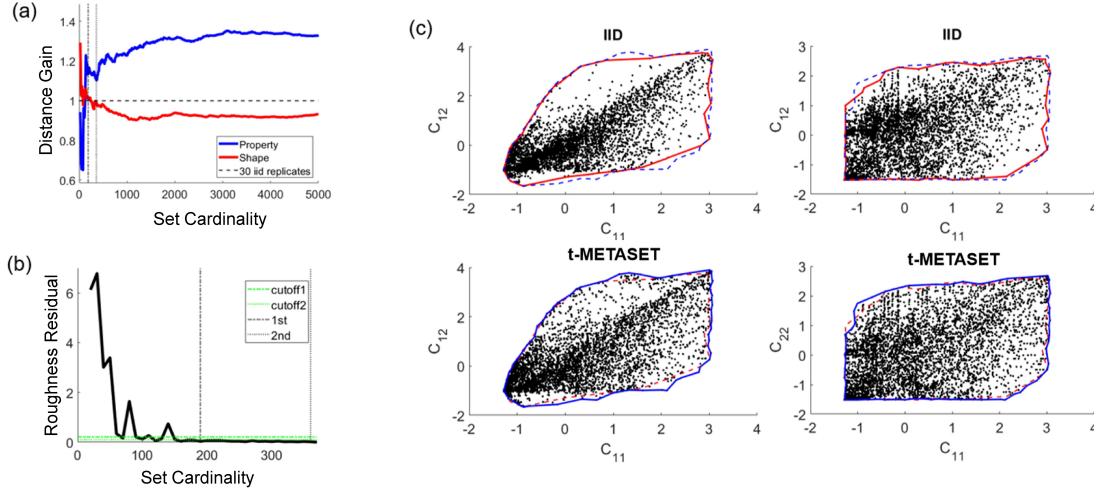 (a)
1.4
1.2
1
0.8
0.6
Distance Gain
Property
Shape
30 iid replicates
0 1000 2000 3000 4000 5000
Set Cardinality
(b)
6
4
2
0
Roughness Residual
cutoff1
cutoff2
1st
2nd
0 100 200 300
Set Cardinality
(c)
IID
4
2
0
-2
C12
-2 -1 0 1 2 3 4
C11
IID
3
2
1
0
-1
-2
C12
-2 -1 0 1 2 3 4
C11
t-METASET
4
2
0
-2
C12
-2 -1 0 1 2 3 4
C11
t-METASET
3
2
1
0
-1
-2
C22
-2 -1 0 1 2 3 4
C11